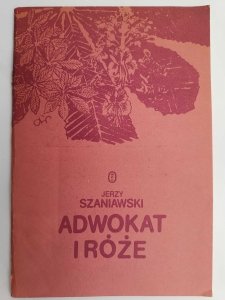 JERZY
SZANIAWSKI
ADWOKAT
I RÓŻE